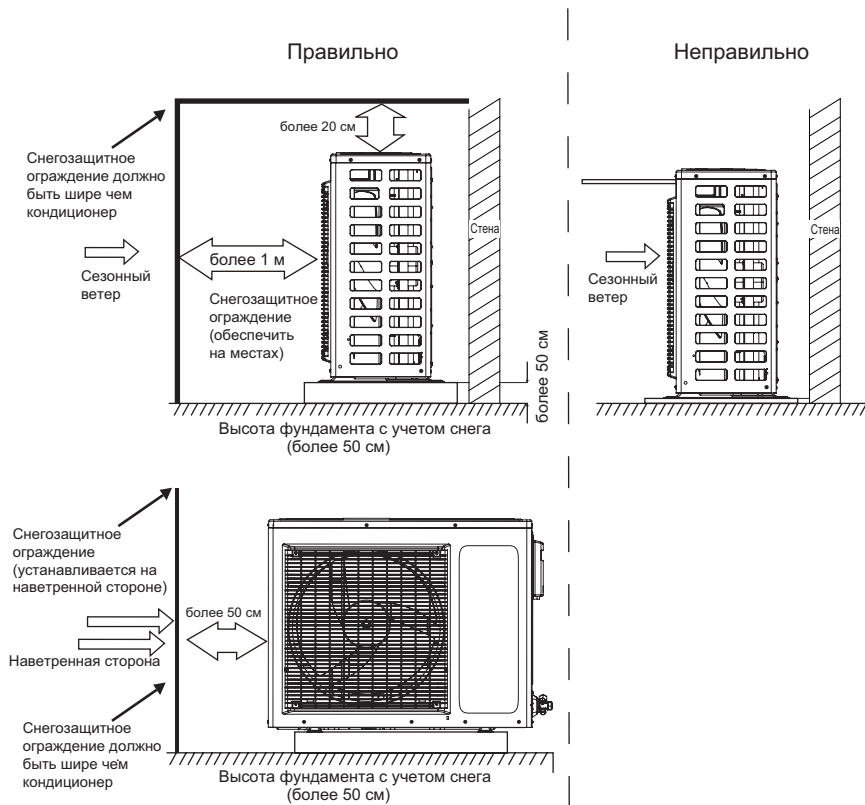 Правильно
Неправильно
более 20 см
Снегозащитное
ограждение должно
быть шире чем
кондиционер
Стена
Стена
более 1 м
Сезонный
ветер
Снегозащитное
ограждение
(обеспечить
на местах)
Сезонный
ветер
более 50 см
Высота фундамента с учетом снега
(более 50 см)
Снегозащитное
ограждение
(устанавливается на
наветренной стороне)
более 50 см
Наветренная сторона
Снегозащитное
ограждение должно
быть шире чем
кондиционер
Высота фундамента с учетом снега
(более 50 см)